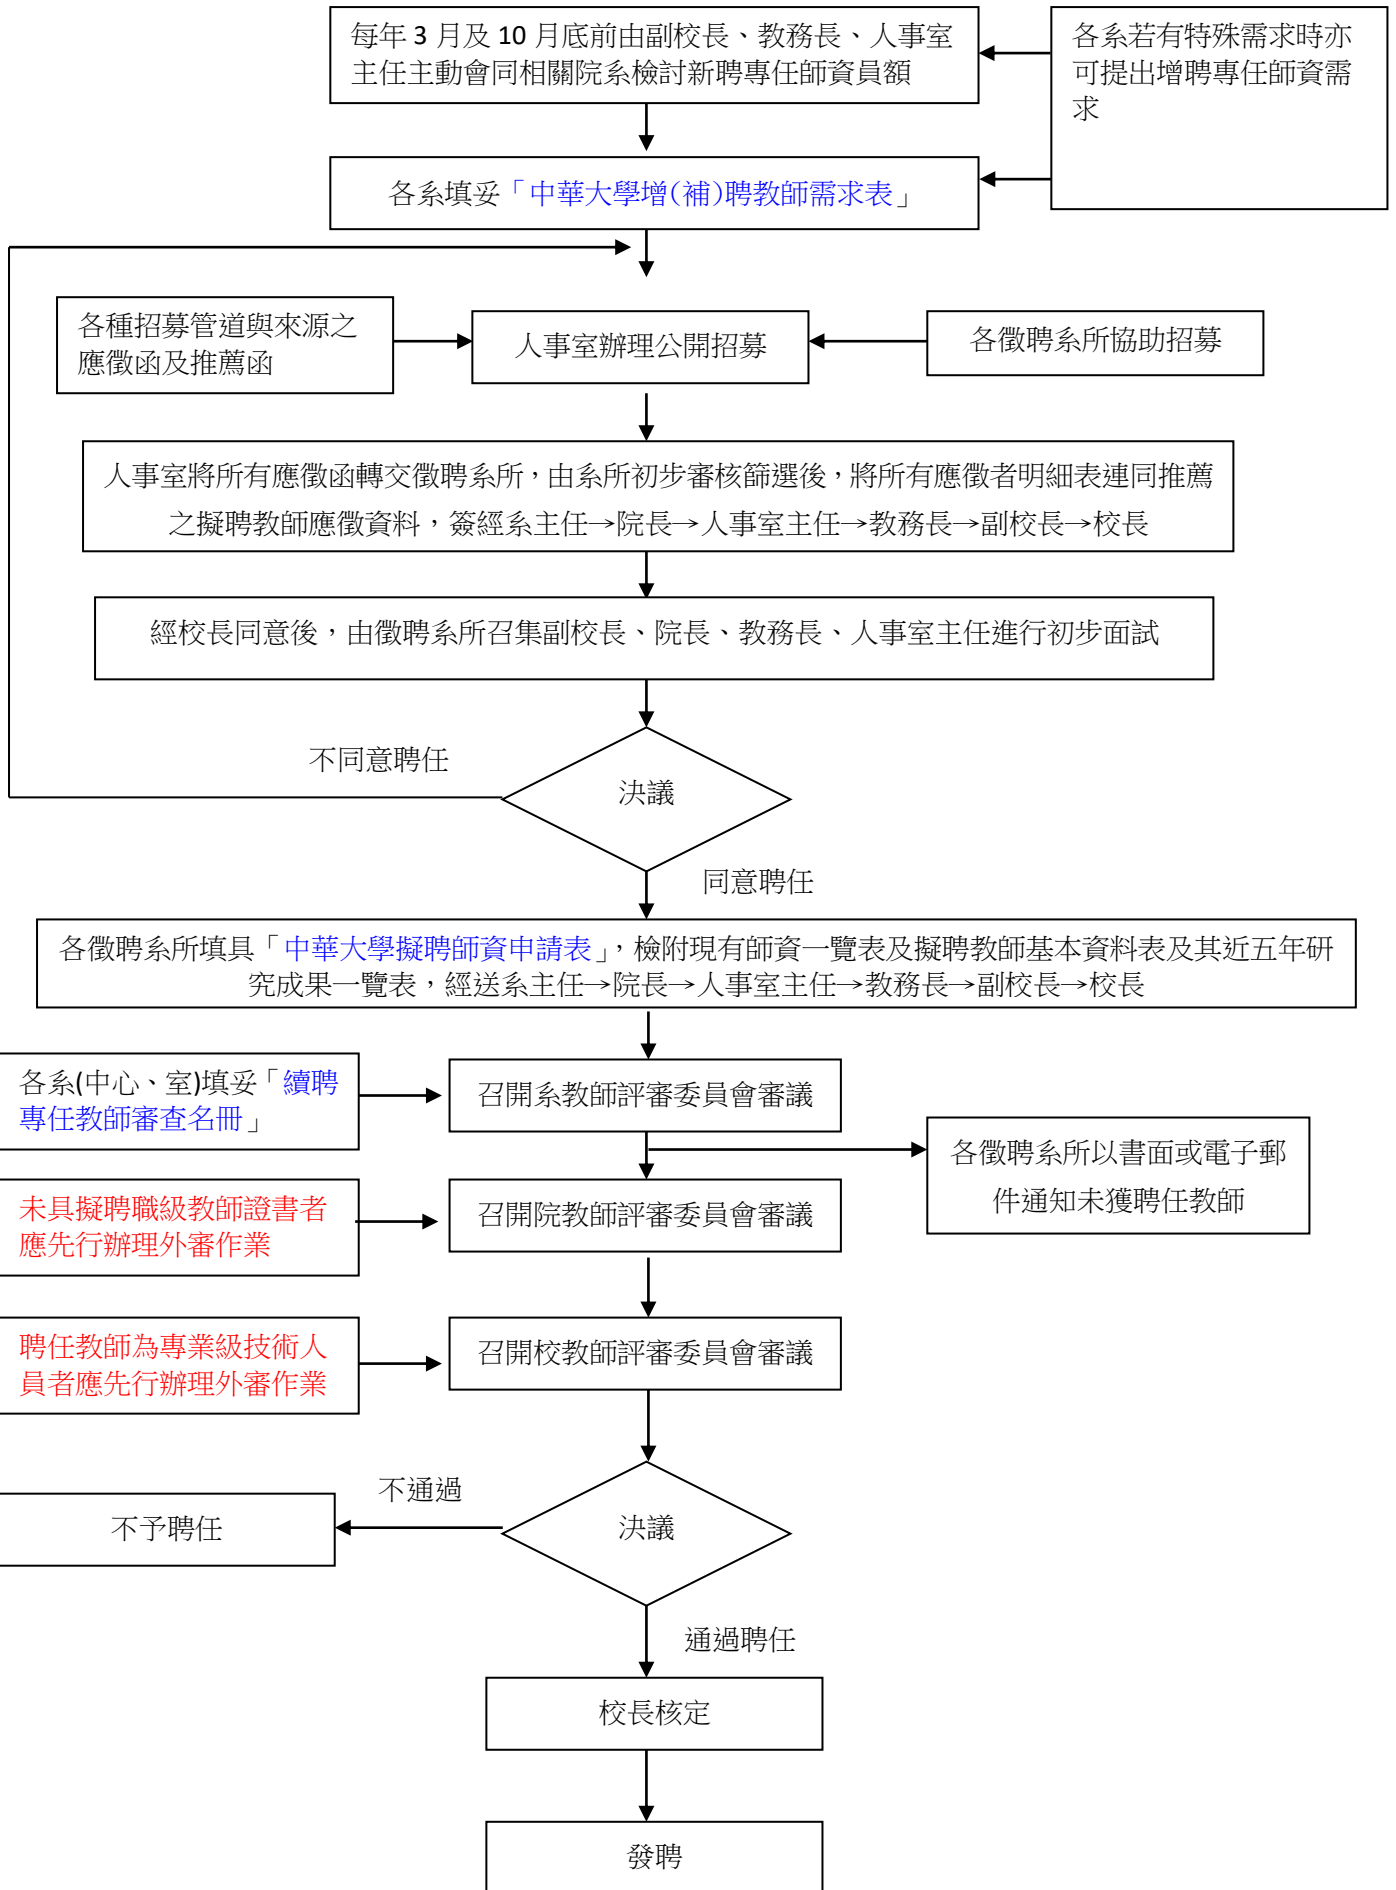 每年 3 月及 10 月底前由副校長、教務長、人事室
主任主動會同相關院系檢討新聘專任師資員額
各系若有特殊需求時亦
可提出增聘專任師資需
求
各系填妥「中華大學增(補)聘教師需求表」
各種招募管道與來源之
應徵函及推薦函
人事室辦理公開招募
各徵聘系所協助招募
人事室將所有應徵函轉交徵聘系所,由系所初步審核篩選後,將所有應徵者明細表連同推薦
之擬聘教師應徵資料,簽經系主任→院長→人事室主任→教務長→副校長→校長
經校長同意後,由徵聘系所召集副校長、院長、教務長、人事室主任進行初步面試
不同意聘任
決議
同意聘任
各徵聘系所填具「中華大學擬聘師資申請表」,檢附現有師資一覽表及擬聘教師基本資料表及其近五年研
究成果一覽表,經送系主任→院長→人事室主任→教務長→副校長→校長
各系(中心、室)填妥「續聘
專任教師審查名冊」
召開系教師評審委員會審議
各徵聘系所以書面或電子郵
件通知未獲聘任教師
未具擬聘職級教師證書者
應先行辦理外審作業
召開院教師評審委員會審議
聘任教師為專業級技術人
員者應先行辦理外審作業
召開校教師評審委員會審議
不通過
不予聘任
決議
通過聘任
校長核定
發聘